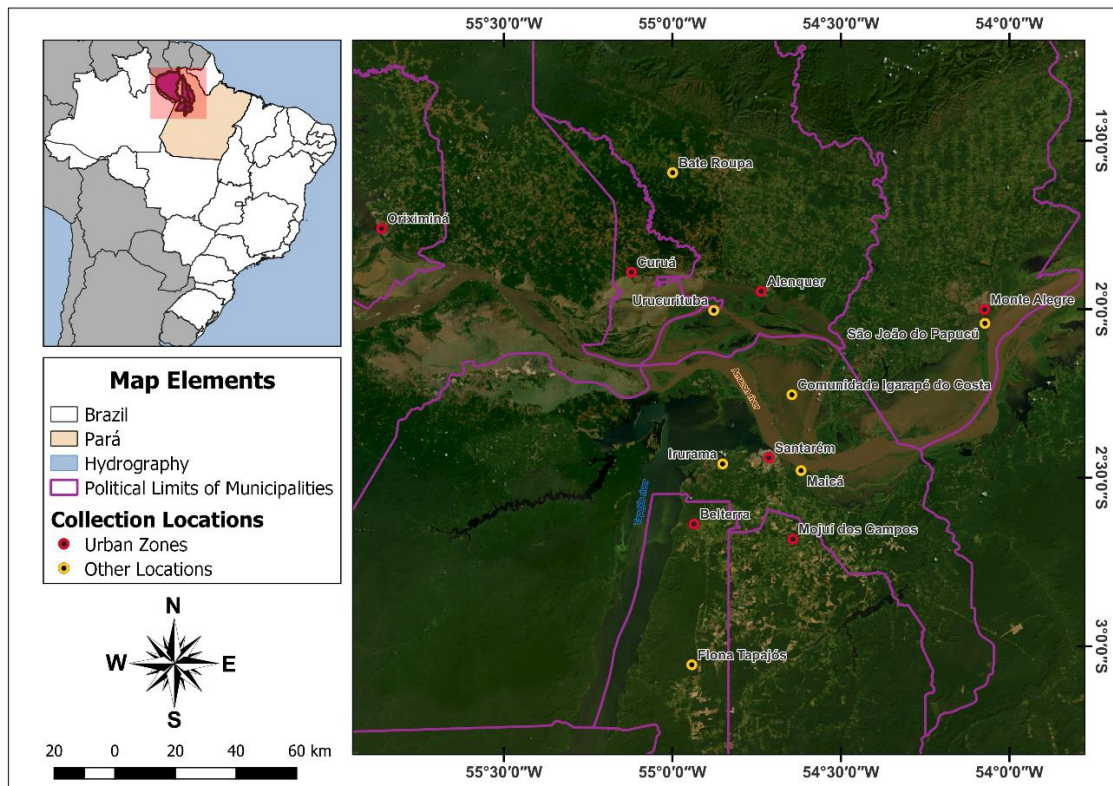 55°30'0"W 55°0'0"W 54°30'0"W 54°0'0"W
1°30'0"S
2°0'0"S
2°30'0"S
3°0'0"S
Bate Roupa
Oriximiná
Curuá
Alenquer
Urucurituba
Monte Alegre
São João do Papucú
Comunidade Igarapé do Costa
Amazon river
Irurama
Santarém
Maicá
Tapajós river
Belterra
Mojuí dos Campos
Flona Tapajós
55°30'0"W 55°0'0"W 54°30'0"W 54°0'0"W
Map Elements
Brazil
Pará
Hydrography
Political Limits of Municipalities
Collection Locations
Urban Zones
Other Locations
N
W E
S
20 0 20 40 60 km